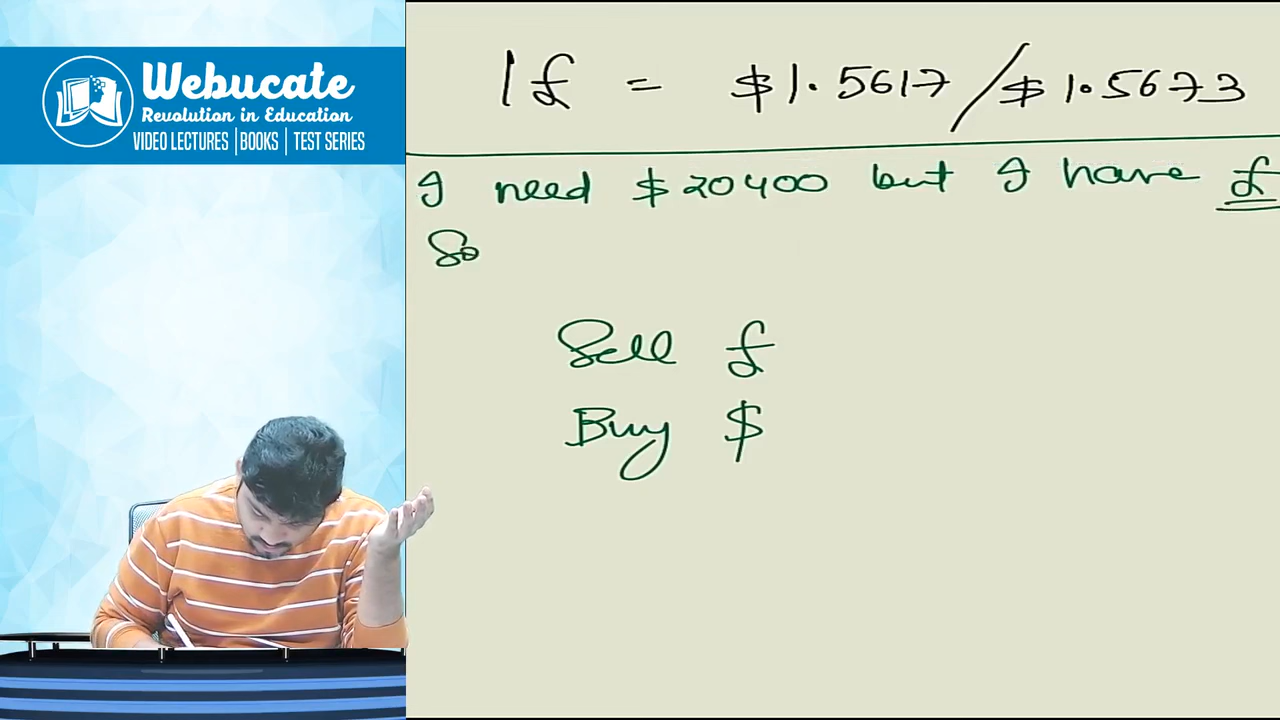 Webucate
Revolution in Education
VIDEO LECTURES | BOOKS | TEST SERIES
1£ = $1.5617/$1.5673
I need $20400 but I have £
So
Sell £
Buy $